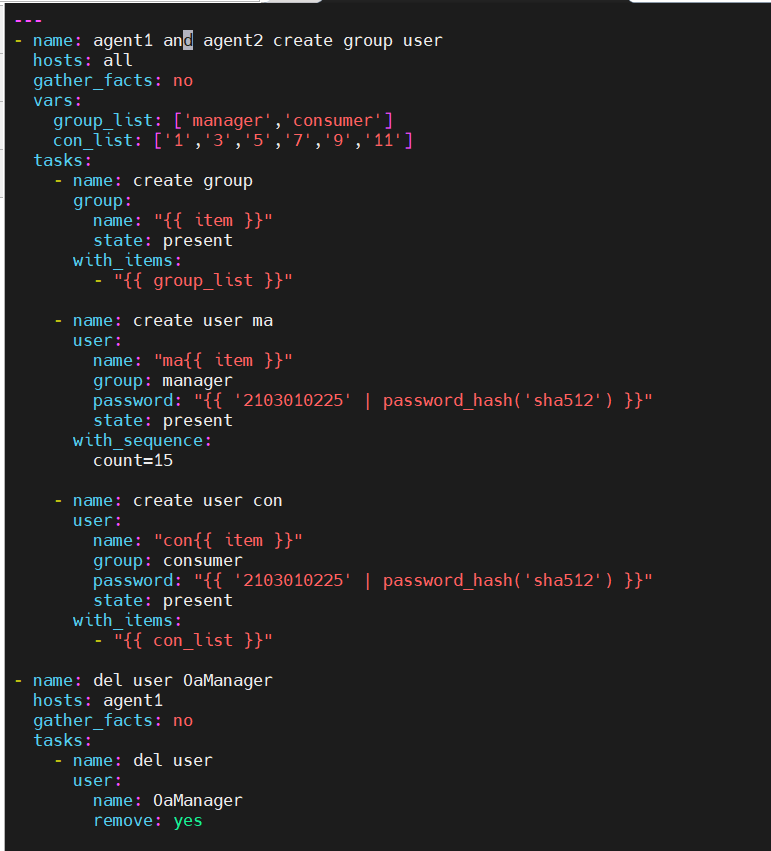 ---
- name: agent1 and agent2 create group user
  hosts: all
  gather_facts: no
  vars:
    group_list: ['manager','consumer']
    con_list: ['1','3','5','7','9','11']
  tasks:
    - name: create group
      group:
        name: "{{ item }}"
        state: present
      with_items:
        - "{{ group_list }}"

    - name: create user ma
      user:
        name: "ma{{ item }}"
        group: manager
        password: "{{ '2103010225' | password_hash('sha512') }}"
        state: present
      with_sequence:
        count=15

    - name: create user con
      user:
        name: "con{{ item }}"
        group: consumer
        password: "{{ '2103010225' | password_hash('sha512') }}"
        state: present
      with_items:
        - "{{ con_list }}"

- name: del user OaManager
  hosts: agent1
  gather_facts: no
  tasks:
    - name: del user
      user:
        name: OaManager
        remove: yes